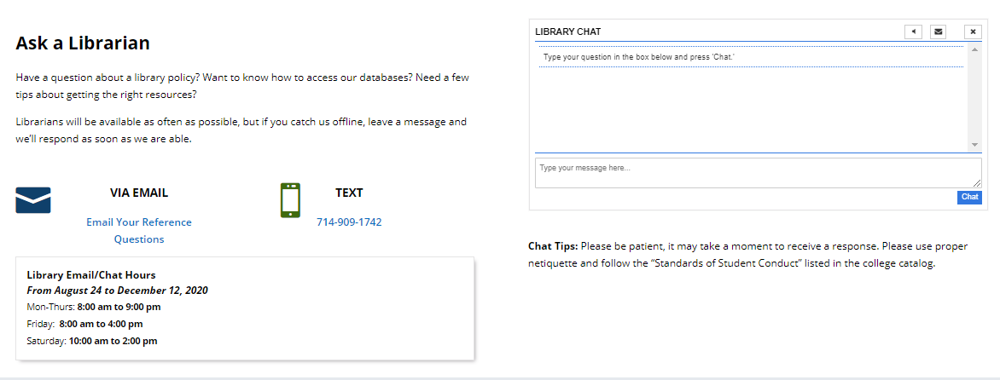 Ask a Librarian
Have a question about a library policy? Want to know how to access our databases? Need a few
tips about getting the right resources?
Librarians will be available as often as possible, but if you catch us offline, leave a message and
we'll respond as soon as we are able.
VIA EMAIL
Email Your Reference
Questions
TEXT
714-909-1742
Library Email/Chat Hours
From August 24 to December 12, 2020
Mon-Thurs: 8:00 am to 9:00 pm
Friday: 8:00 am to 4:00 pm
Saturday: 10:00 am to 2:00 pm
LIBRARY CHAT
Type your question in the box below and press 'Chat.'
Type your message here...
Chat
Chat Tips: Please be patient, it may take a moment to receive a response. Please use proper
netiquette and follow the “Standards of Student Conduct” listed in the college catalog.